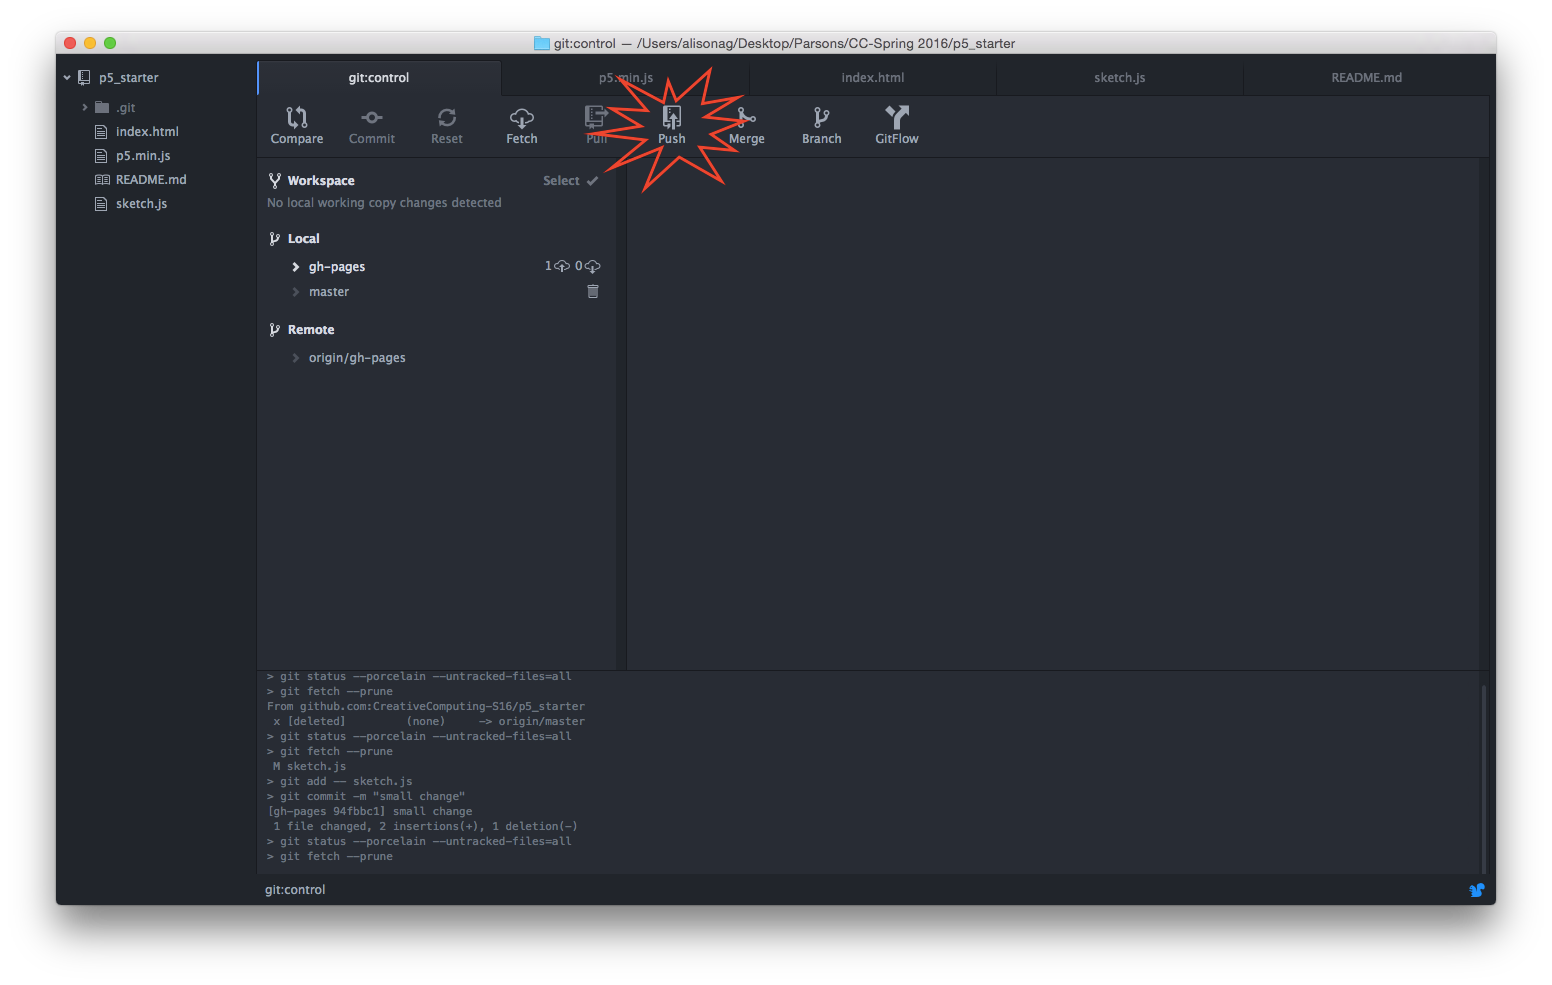 git:control — /Users/alisonag/Desktop/Parsons/CC-Spring 2016/p5_starter
p5_starter
.git
index.html
p5.min.js
README.md
sketch.js
git:control
p5.min.js
index.html
sketch.js
README.md
Compare
Commit
Reset
Fetch
Pull
Push
Merge
Branch
GitFlow
Workspace
Select
No local working copy changes detected
Local
gh-pages
1 0
master
Remote
origin/gh-pages
> git status --porcelain --untracked-files=all
> git fetch --prune
From github.com:CreativeComputing-S16/p5_starter
x [deleted] (none) -> origin/master
> git status --porcelain --untracked-files=all
> git fetch --prune
M sketch.js
> git add -- sketch.js
> git commit -m "small change"
[gh-pages 94fbbc1] small change
1 file changed, 2 insertions(+), 1 deletion(-)
> git status --porcelain --untracked-files=all
> git fetch --prune
git:control